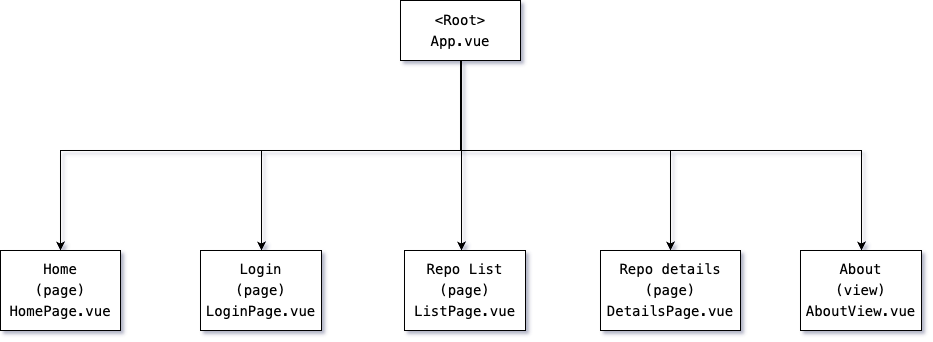 <Root>
App.vue
Home
(page)
HomePage.vue
Login
(page)
LoginPage.vue
Repo List
(page)
ListPage.vue
Repo details
(page)
DetailsPage.vue
About
(view)
AboutView.vue